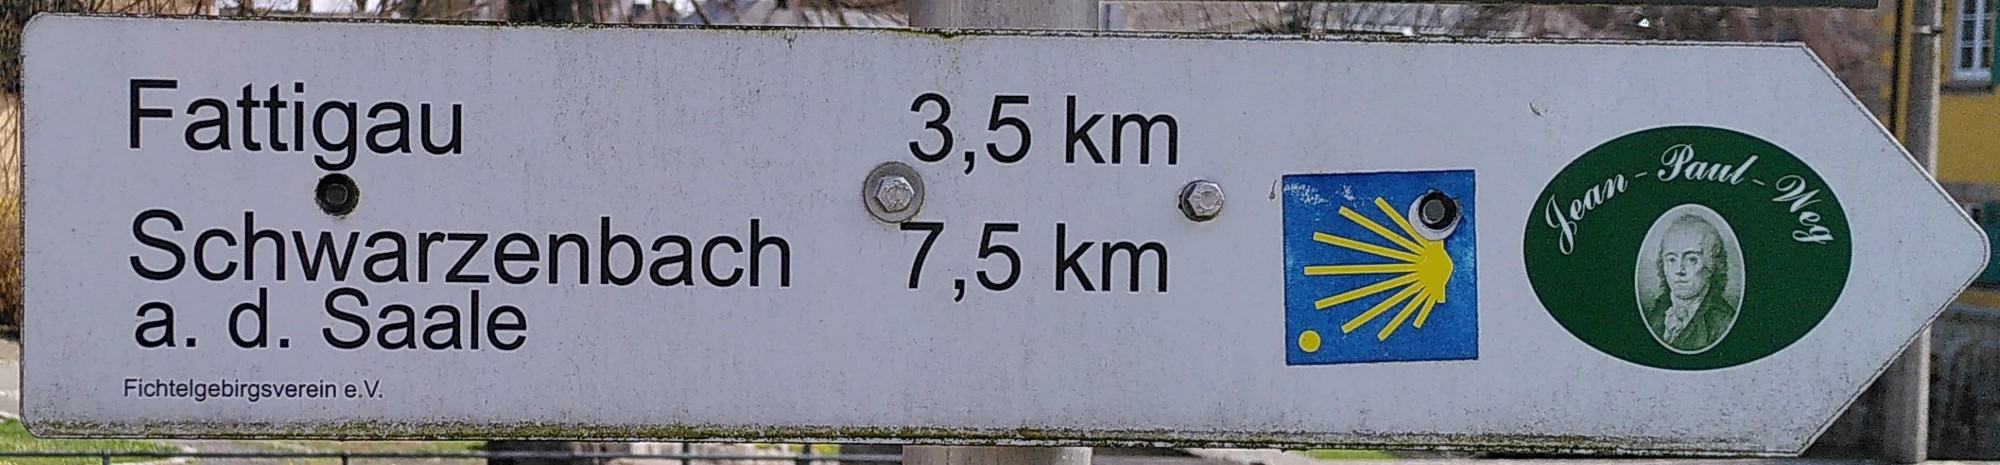 Fattigau 3,5 km
Schwarzenbach 7,5 km
a. d. Saale
Fichtelgebirgsverein e.V.
Jean-Paul-Weg